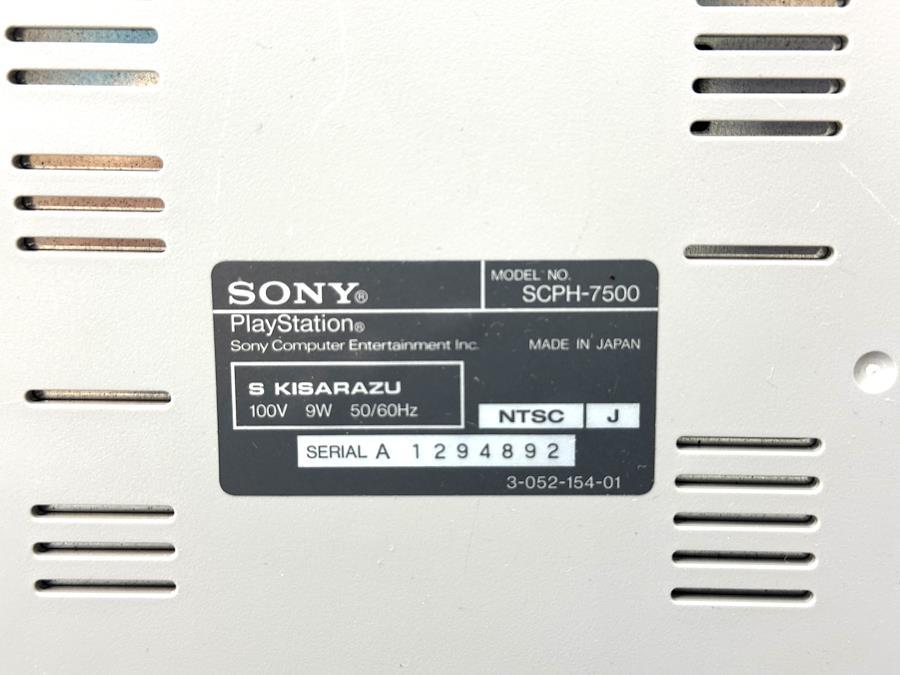 SONY®
MODEL NO.
SCPH-7500
PlayStation®
Sony Computer Entertainment Inc.
MADE IN JAPAN
S KISARAZU
100V 9W 50/60Hz
NTSC J
SERIAL A 1294892
3-052-154-01